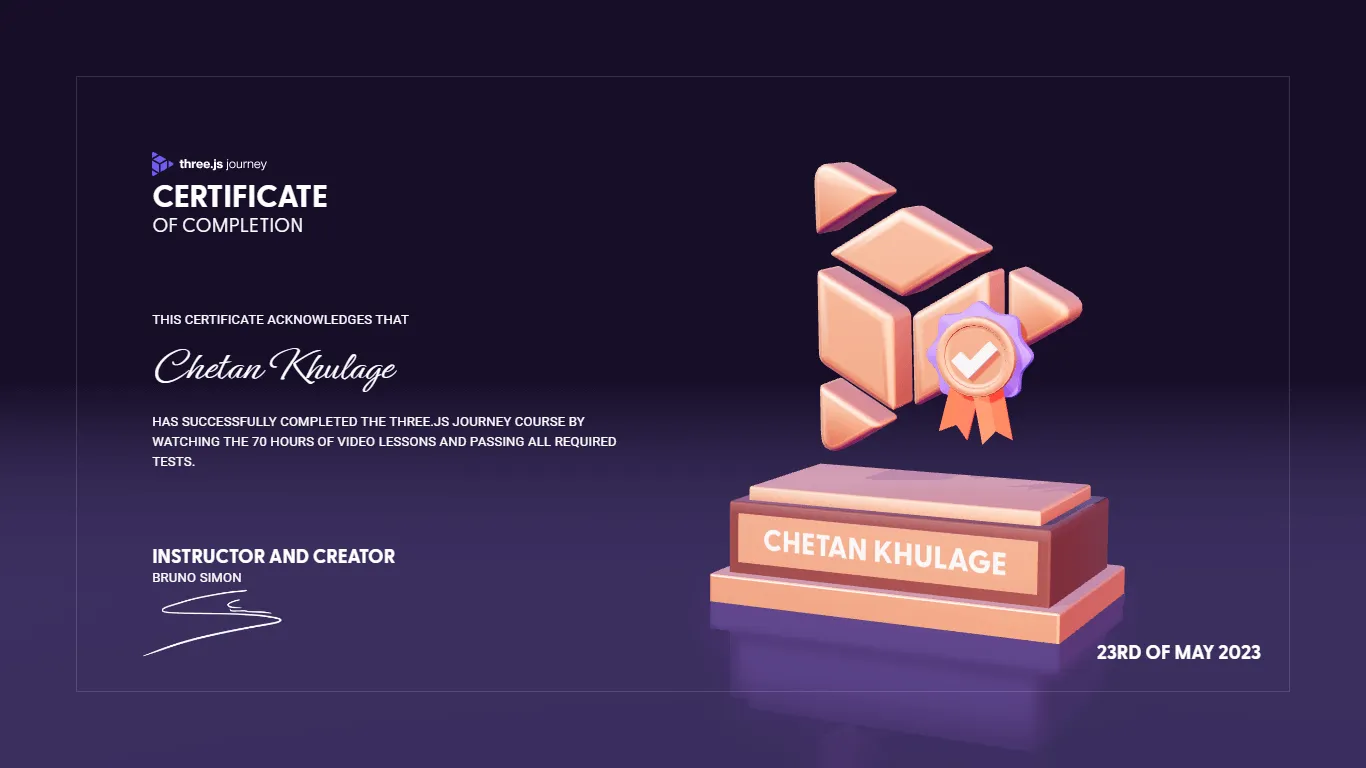 three.js journey
CERTIFICATE
OF COMPLETION
THIS CERTIFICATE ACKNOWLEDGES THAT
Chetan Khulage
HAS SUCCESSFULLY COMPLETED THE THREE.JS JOURNEY COURSE BY
WATCHING THE 70 HOURS OF VIDEO LESSONS AND PASSING ALL REQUIRED
TESTS.
INSTRUCTOR AND CREATOR
BRUNO SIMON
CHETAN KHULAGE
23RD OF MAY 2023